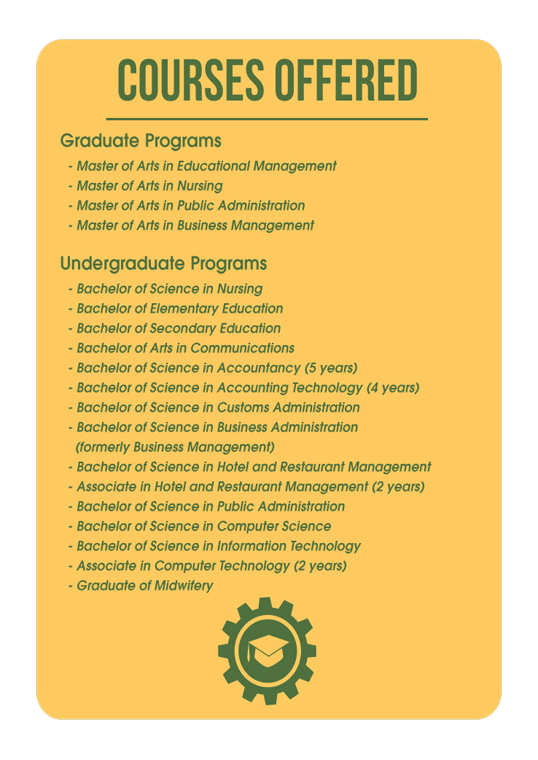 COURSES OFFERED
Graduate Programs
- Master of Arts in Educational Management
- Master of Arts in Nursing
- Master of Arts in Public Administration
- Master of Arts in Business Management
Undergraduate Programs
- Bachelor of Science in Nursing
- Bachelor of Elementary Education
- Bachelor of Secondary Education
- Bachelor of Arts in Communications
- Bachelor of Science in Accountancy (5 years)
- Bachelor of Science in Accounting Technology (4 years)
- Bachelor of Science in Customs Administration
- Bachelor of Science in Business Administration
(formerly Business Management)
- Bachelor of Science in Hotel and Restaurant Management
- Associate in Hotel and Restaurant Management (2 years)
- Bachelor of Science in Public Administration
- Bachelor of Science in Computer Science
- Bachelor of Science in Information Technology
- Associate in Computer Technology (2 years)
- Graduate of Midwifery